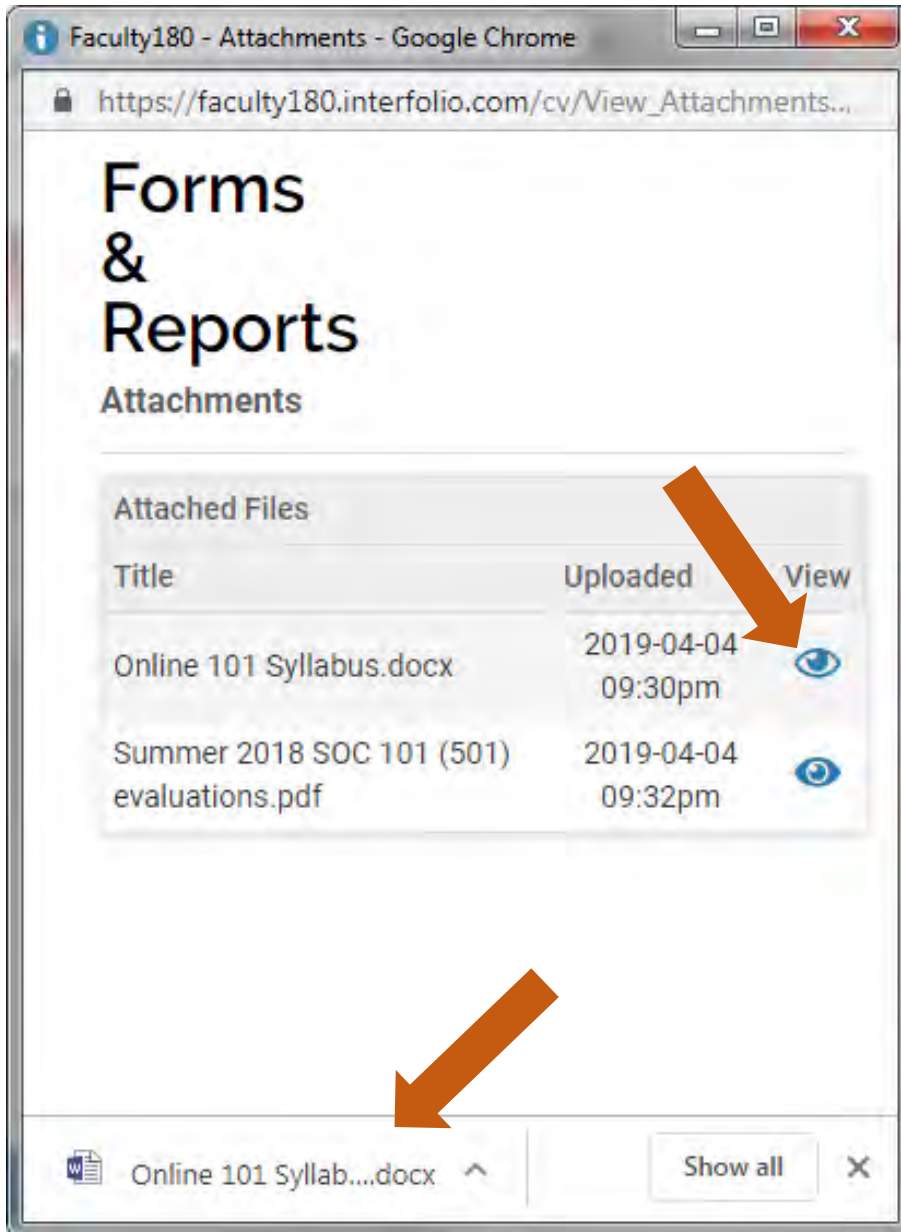 Faculty180 - Attachments - Google Chrome
https://faculty180.interfolio.com/cv/View_Attachments...
Forms
&
Reports
Attachments
Attached Files
Title Uploaded View
Online 101 Syllabus.docx 2019-04-04
09:30pm
Summer 2018 SOC 101 (501) 2019-04-04
evaluations.pdf 09:32pm
Online 101 Syllab....docx Show all